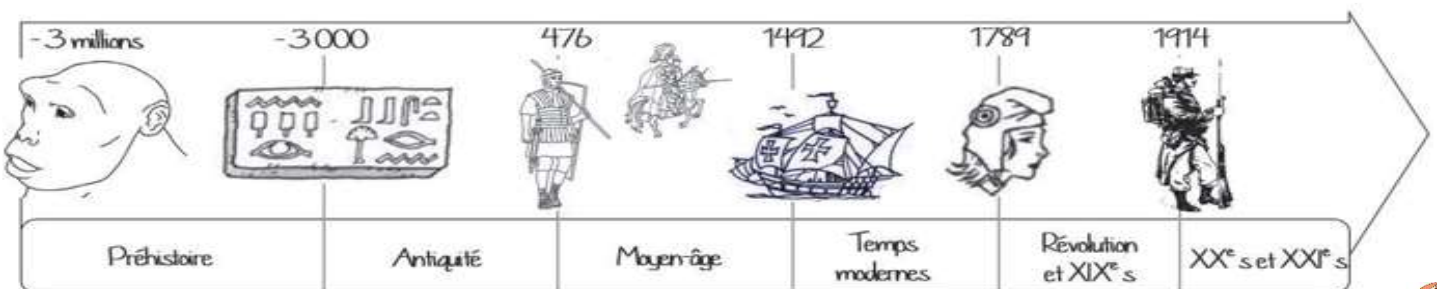 -3 millions -3000 476 1492 1789 1914
Préhistoire Antiquité Moyen-âge Temps modernes Révolution et XIXe s XXe s et XXIe s